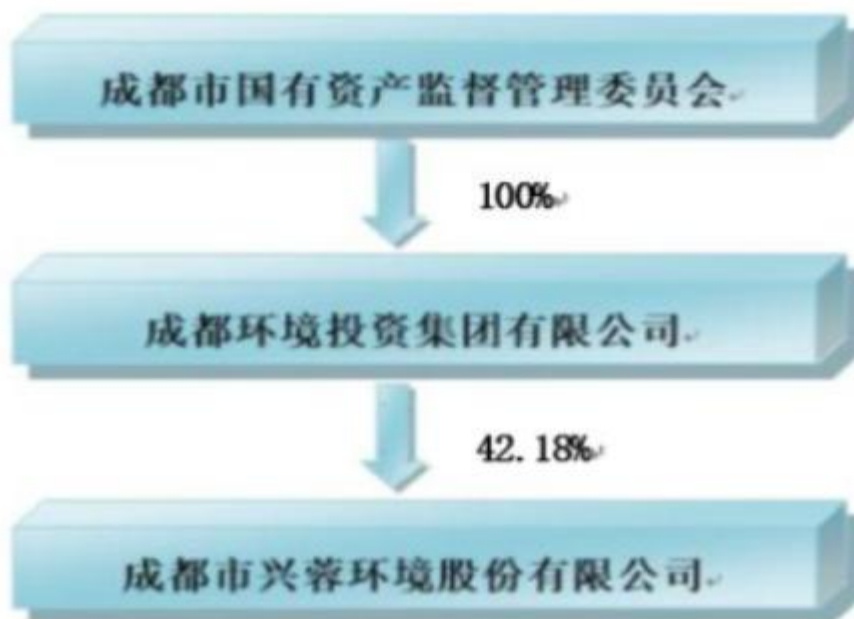 成都市国有资产监督管理委员会
100%
成都环境投资集团有限公司
42.18%
成都市兴蓉环境股份有限公司